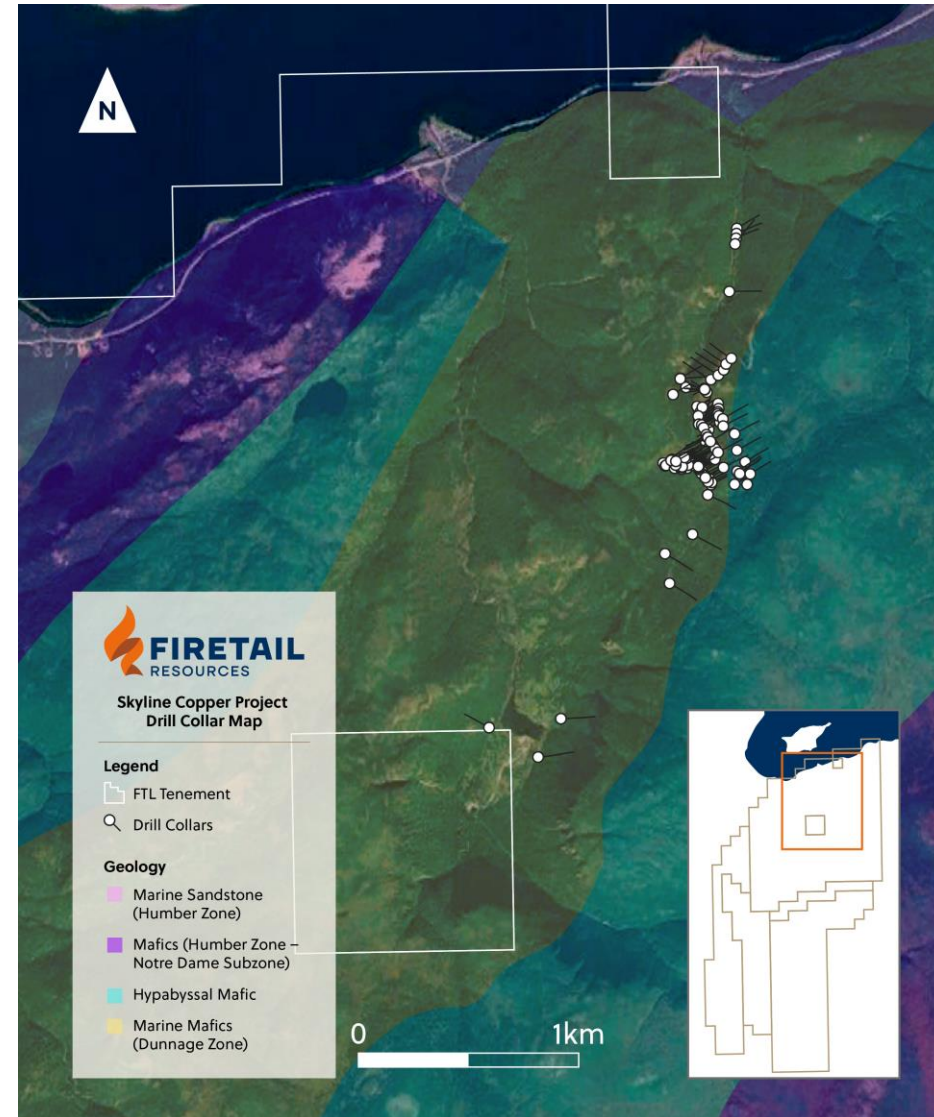 N
FIRETAIL
RESOURCES
Skyline Copper Project
Drill Collar Map
Legend
FTL Tenement
Drill Collars
Geology
Marine Sandstone
(Humber Zone)
Mafics (Humber Zone –
Notre Dame Subzone)
Hypabyssal Mafic
Marine Mafics
(Dunnage Zone)
0 1km